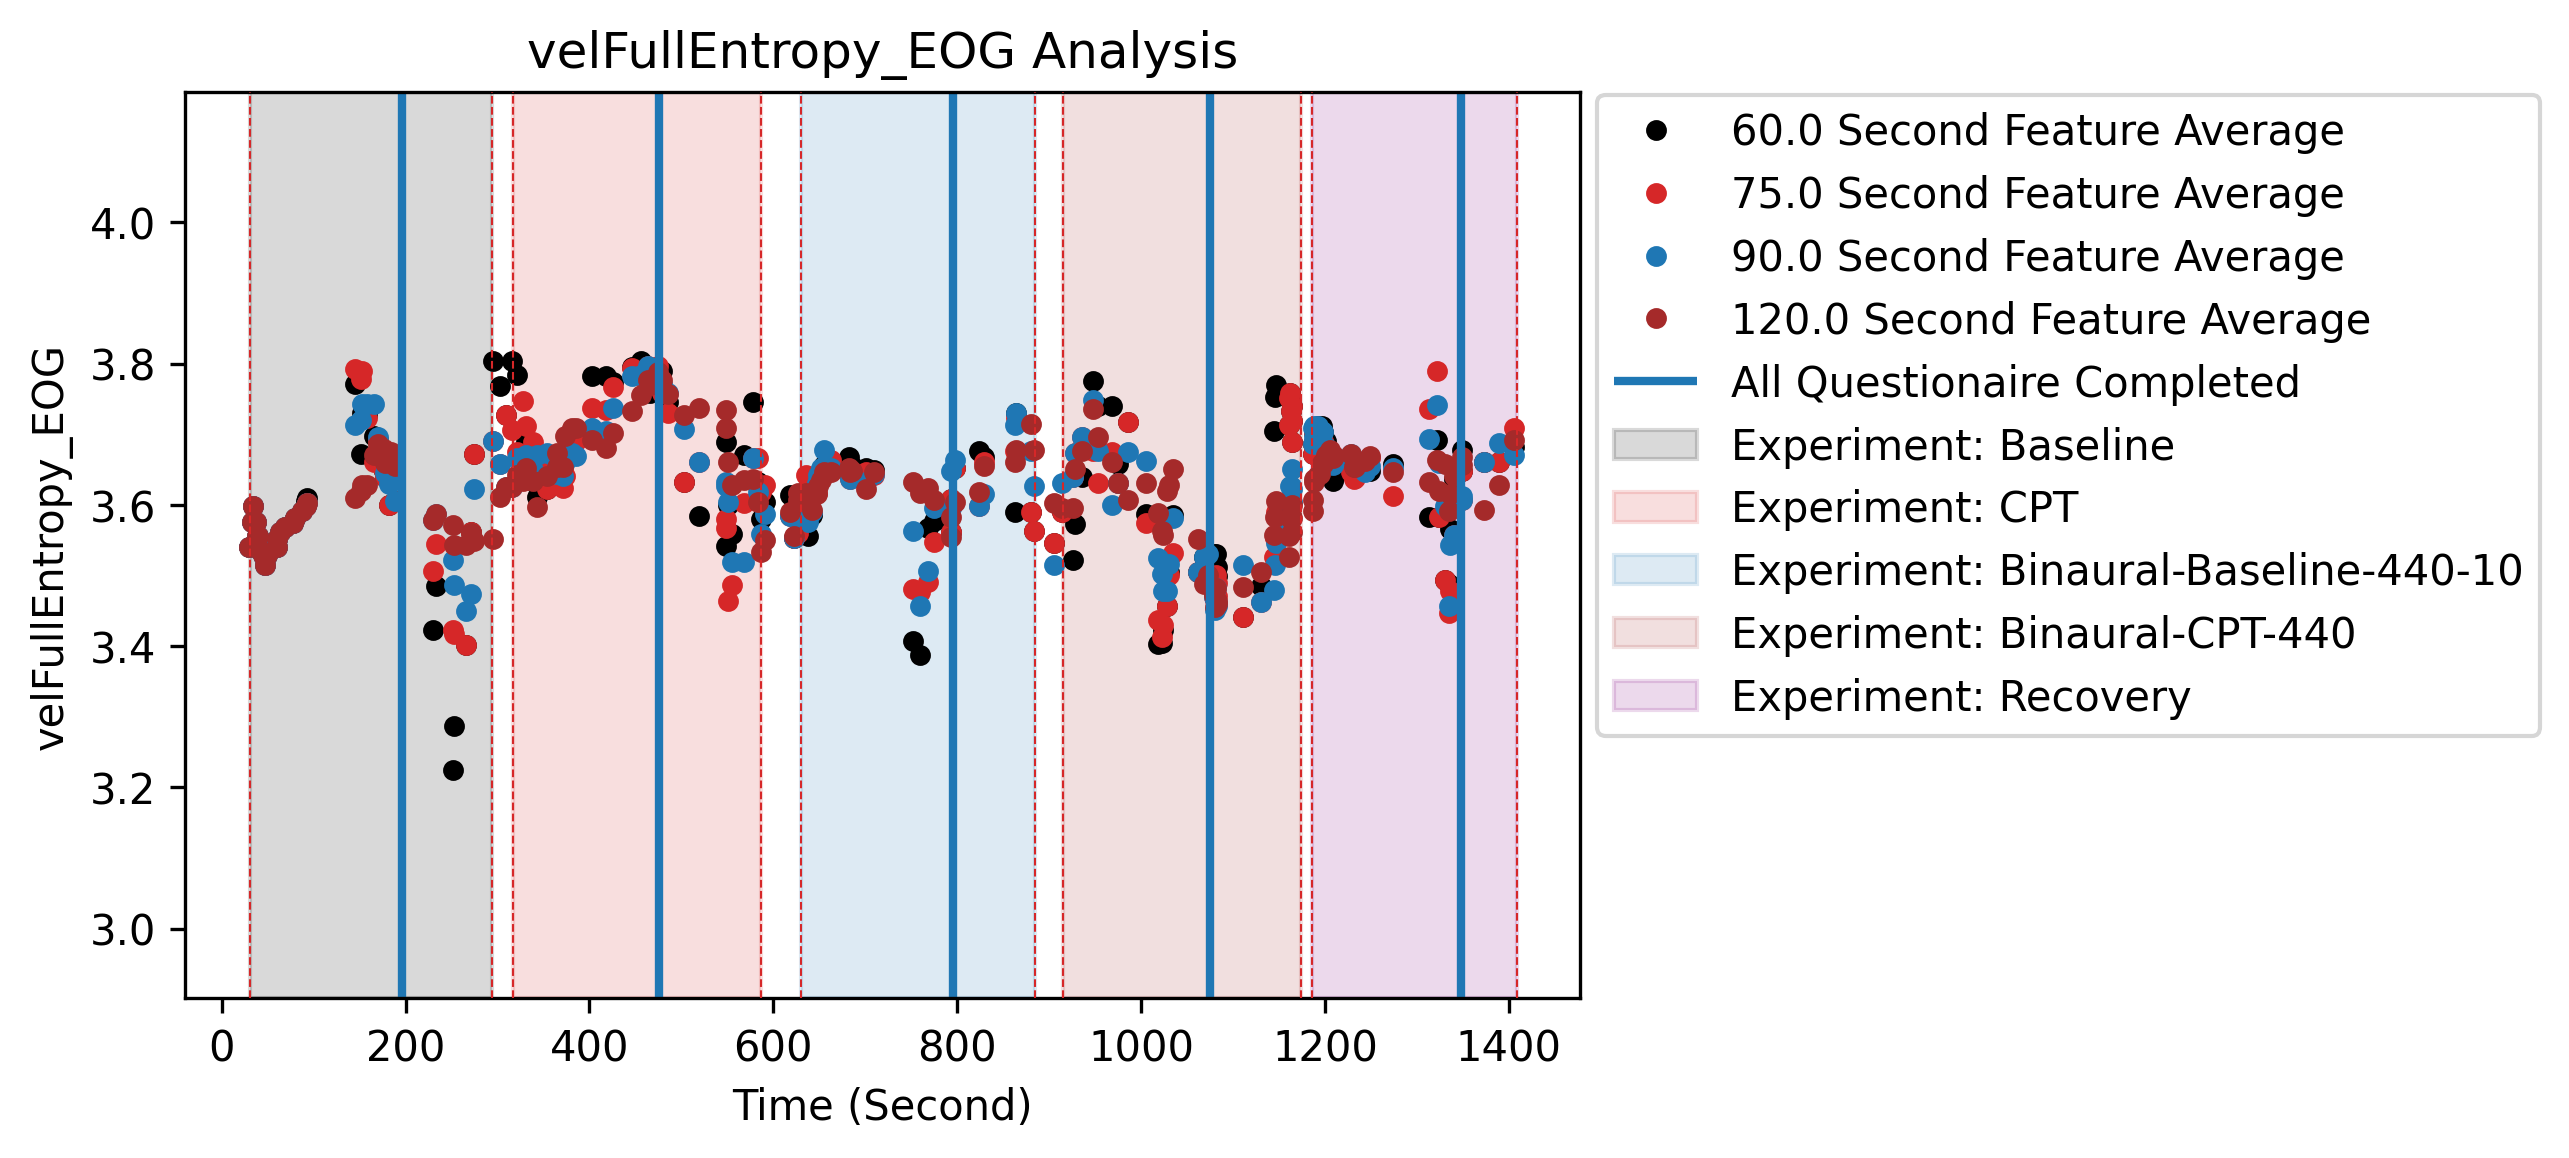 velFullEntropy_EOG Analysis
velFullEntropy_EOG
4.0
3.8
3.6
3.4
3.2
3.0
0 200 400 600 800 1000 1200 1400
Time (Second)
60.0 Second Feature Average
75.0 Second Feature Average
90.0 Second Feature Average
120.0 Second Feature Average
All Questionaire Completed
Experiment: Baseline
Experiment: CPT
Experiment: Binaural-Baseline-440-10
Experiment: Binaural-CPT-440
Experiment: Recovery